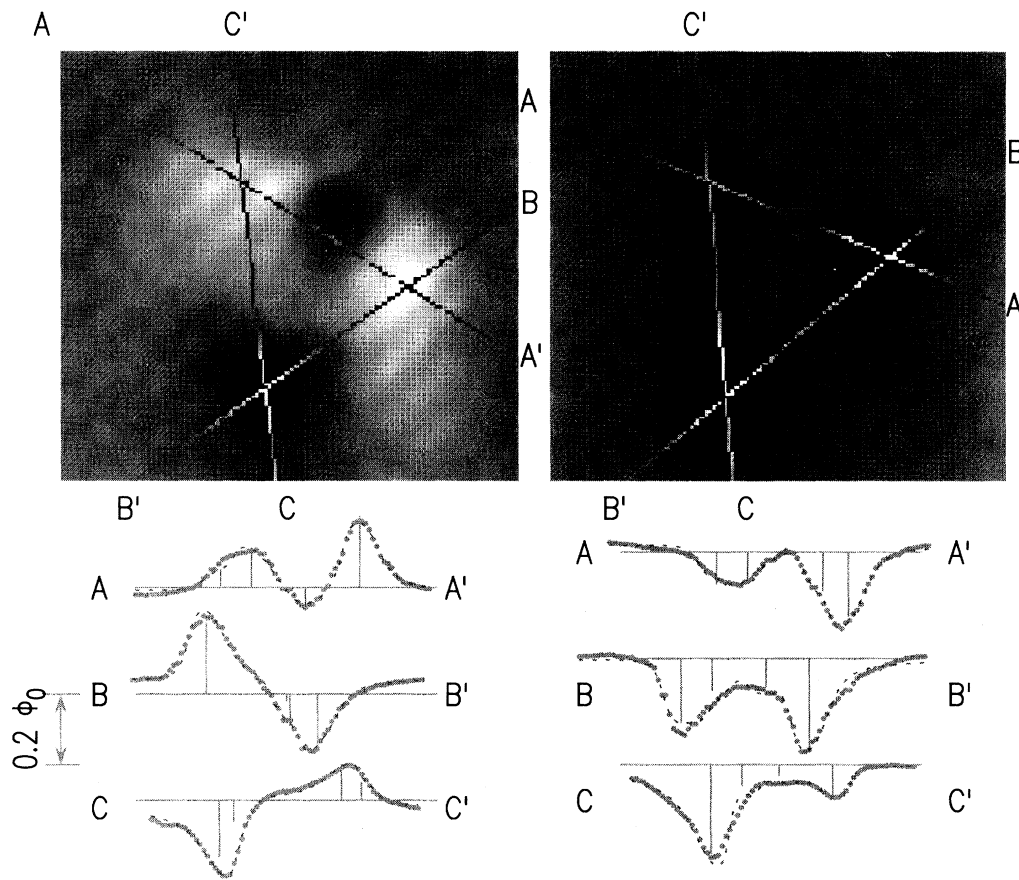 A C' C'
A
B
B
A'
A
B' C B' C
A A' A A'
B B' B B'
0.2 ϕ0
C C' C C'